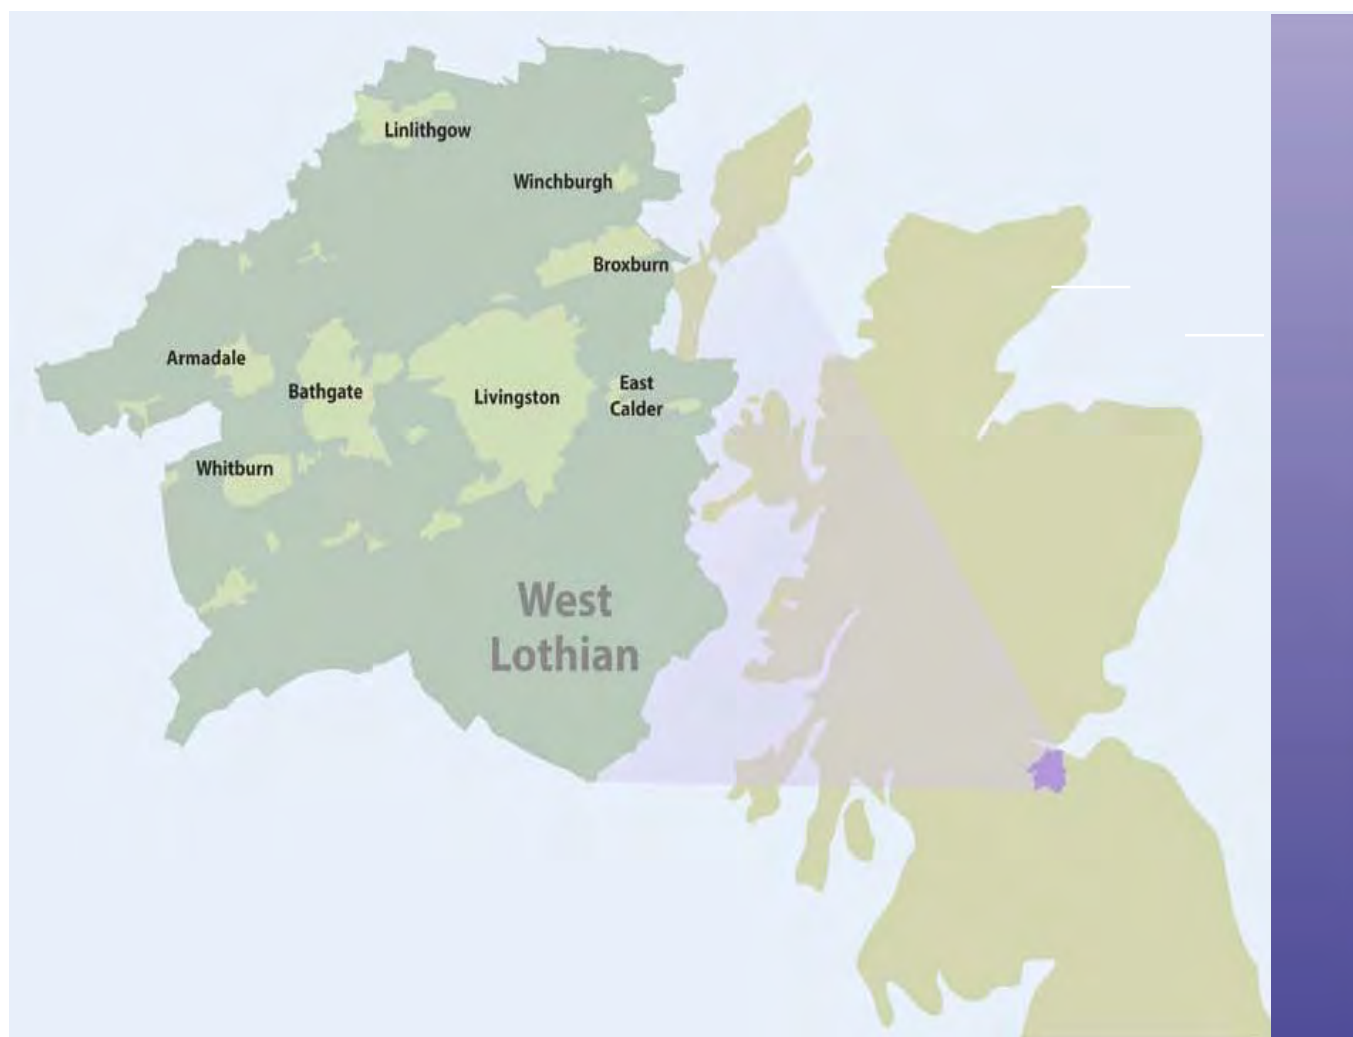 Linlithgow
Winchburgh
Broxburn
Armadale
Bathgate
Livingston
East
Calder
Whitburn
West
Lothian